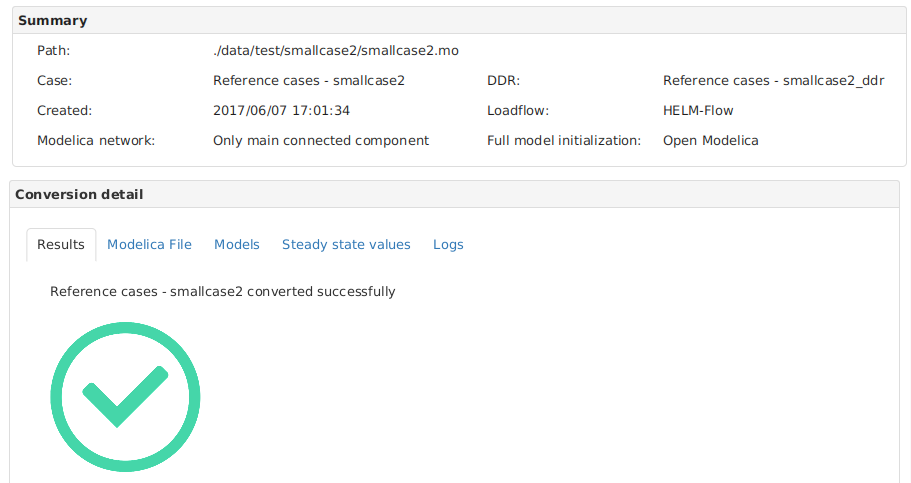 Summary
Path: ./data/test/smallcase2/smallcase2.mo
Case: Reference cases - smallcase2 DDR: Reference cases - smallcase2_ddr
Created: 2017/06/07 17:01:34 Loadflow: HELM-Flow
Modelica network: Only main connected component Full model initialization: Open Modelica
Conversion detail
Results Modelica File Models Steady state values Logs
Reference cases - smallcase2 converted successfully